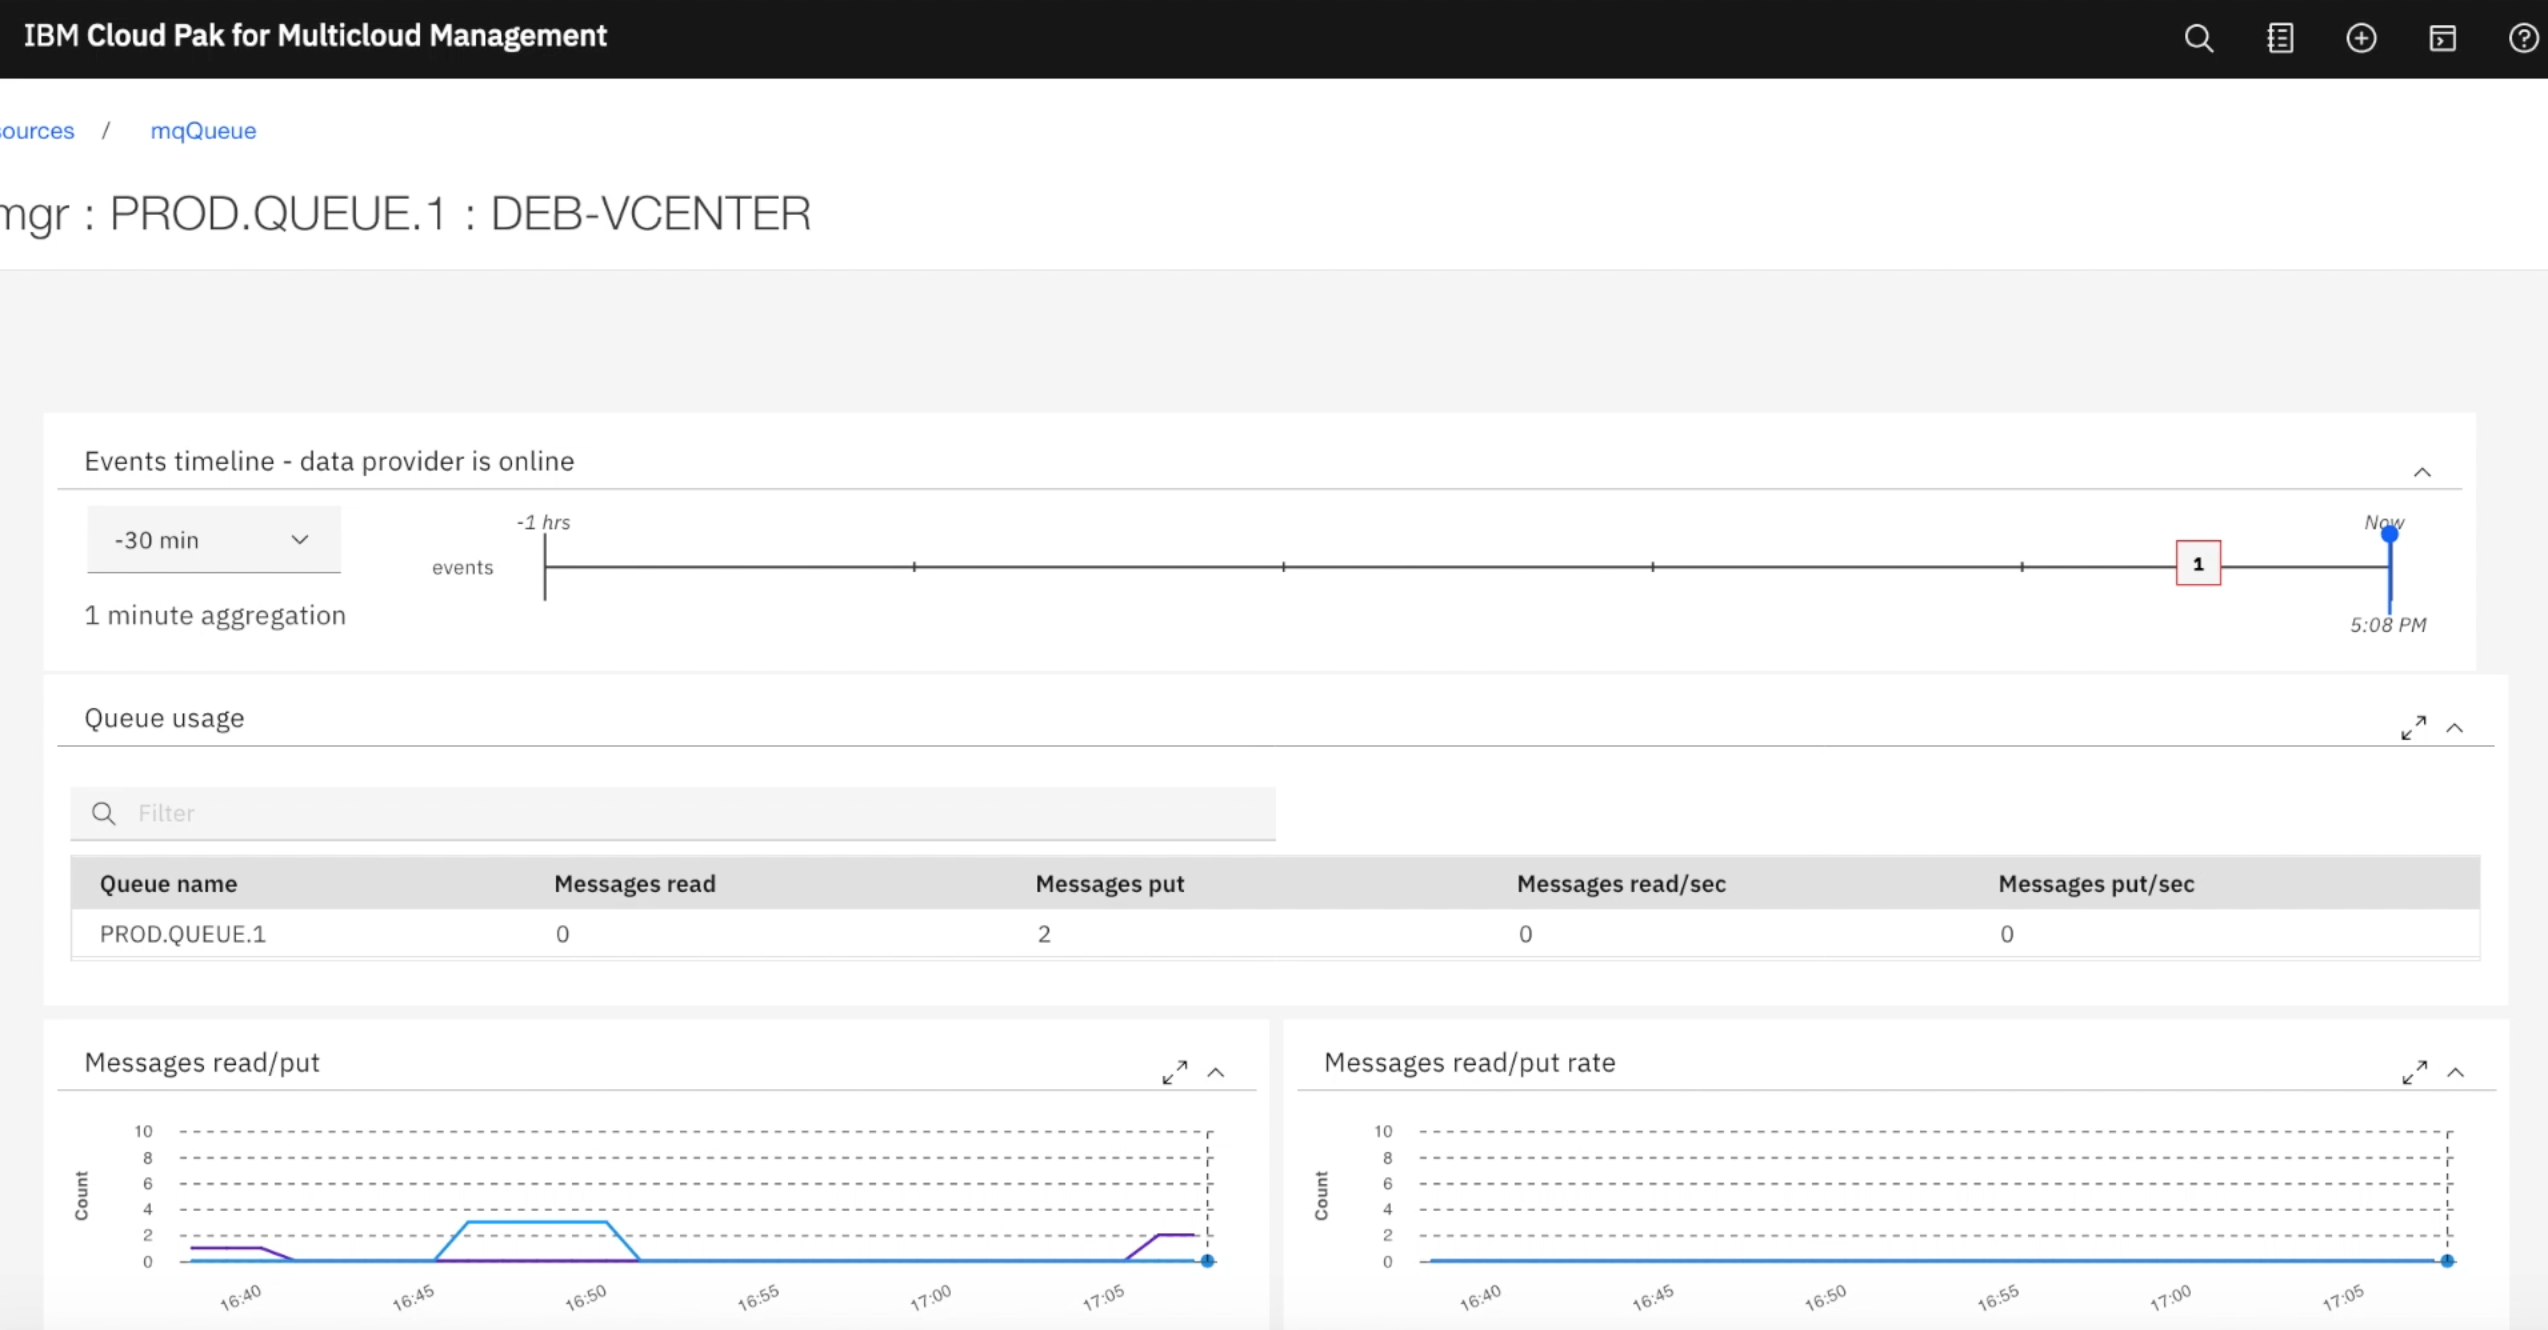 IBM Cloud Pak for Multicloud Management
ources / mqQueue
mgr : PROD.QUEUE.1 : DEB-VCENTER
Events timeline - data provider is online
-30 min
-1 hrs
Now
events
1
1 minute aggregation
5:08 PM
Queue usage
Filter
Queue name Messages read Messages put Messages read/sec Messages put/sec
PROD.QUEUE.1 0 2 0 0
Messages read/put
Count
10
8
6
4
2
0
16:40 16:45 16:50 16:55 17:00 17:05
Messages read/put rate
Count
10
8
6
4
2
0
16:40 16:45 16:50 16:55 17:00 17:05